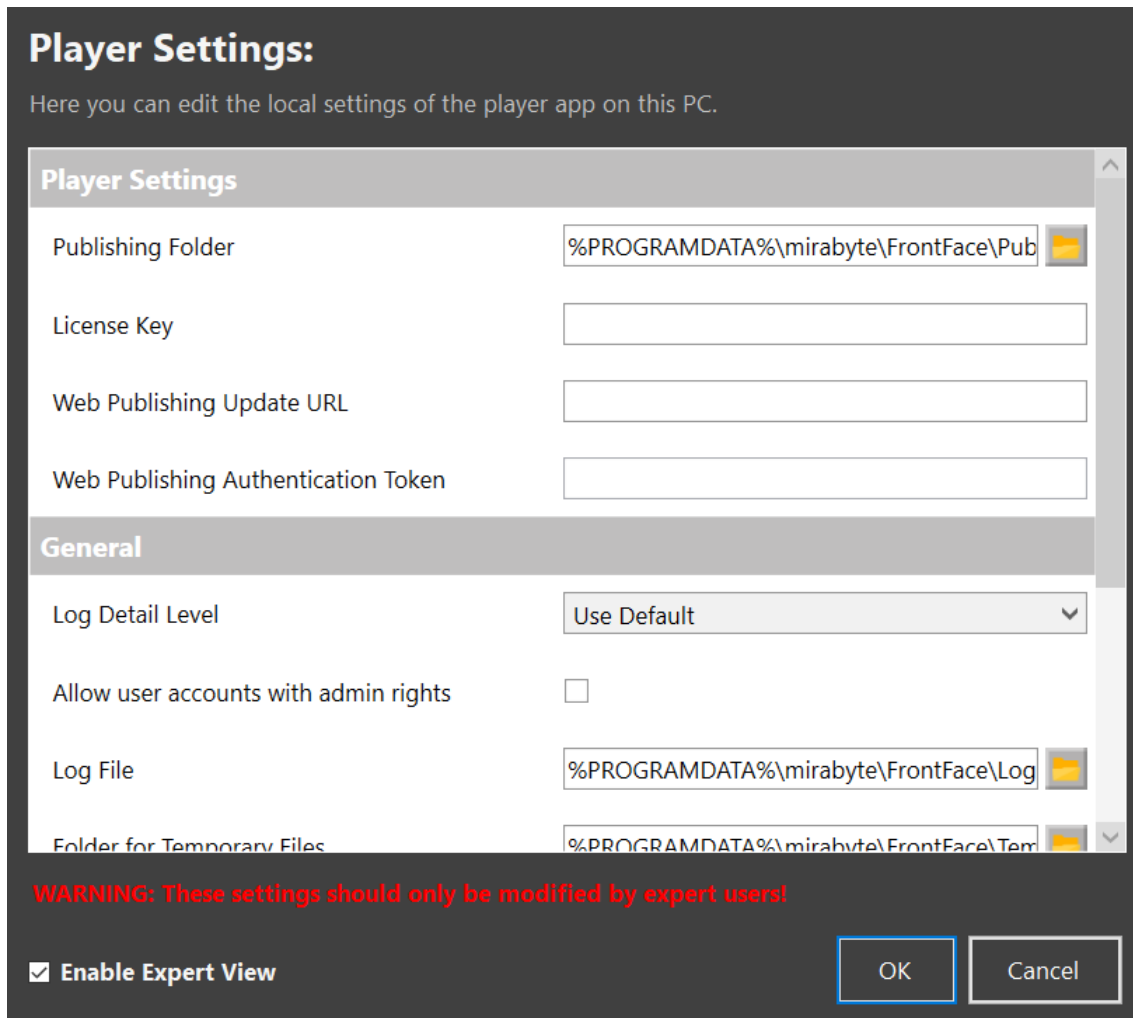 Player Settings:
Here you can edit the local settings of the player app on this PC.
Player Settings
Publishing Folder
%PROGRAMDATA%\mirabyte\FrontFace\Pub
License Key
Web Publishing Update URL
Web Publishing Authentication Token
General
Log Detail Level
Use Default
Allow user accounts with admin rights
Log File
%PROGRAMDATA%\mirabyte\FrontFace\Log
Folder for Temporary Files
%PROGRAMDATA%\mirabyte\FrontFace\Tem
WARNING: These settings should only be modified by expert users!
Enable Expert View
OK
Cancel